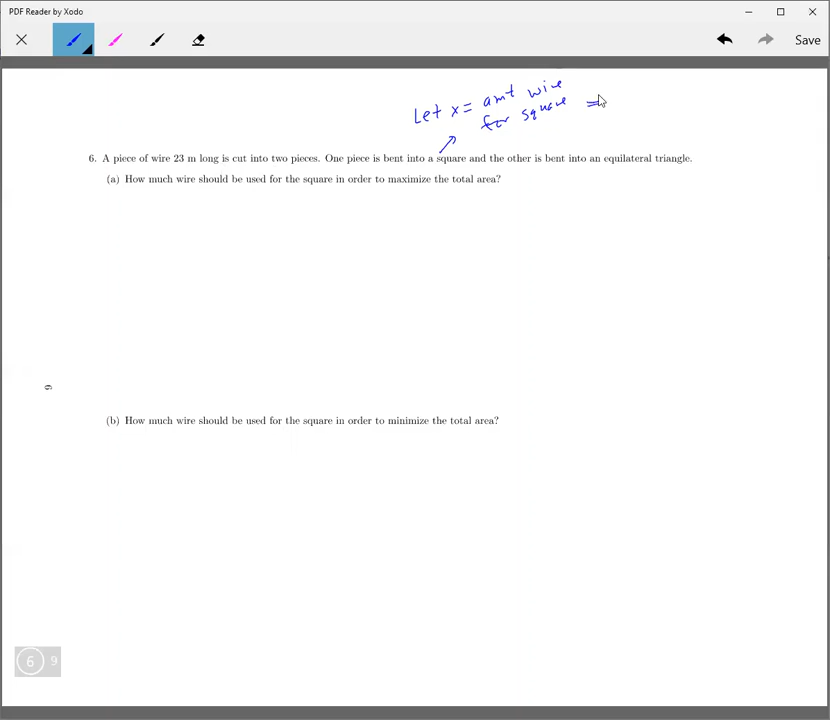 PDF Reader by Xodo
Save
Let x = amt wire
for square =
6. A piece of wire 23 m long is cut into two pieces. One piece is bent into a square and the other is bent into an equilateral triangle.
(a) How much wire should be used for the square in order to maximize the total area?
6
(b) How much wire should be used for the square in order to minimize the total area?
6 9